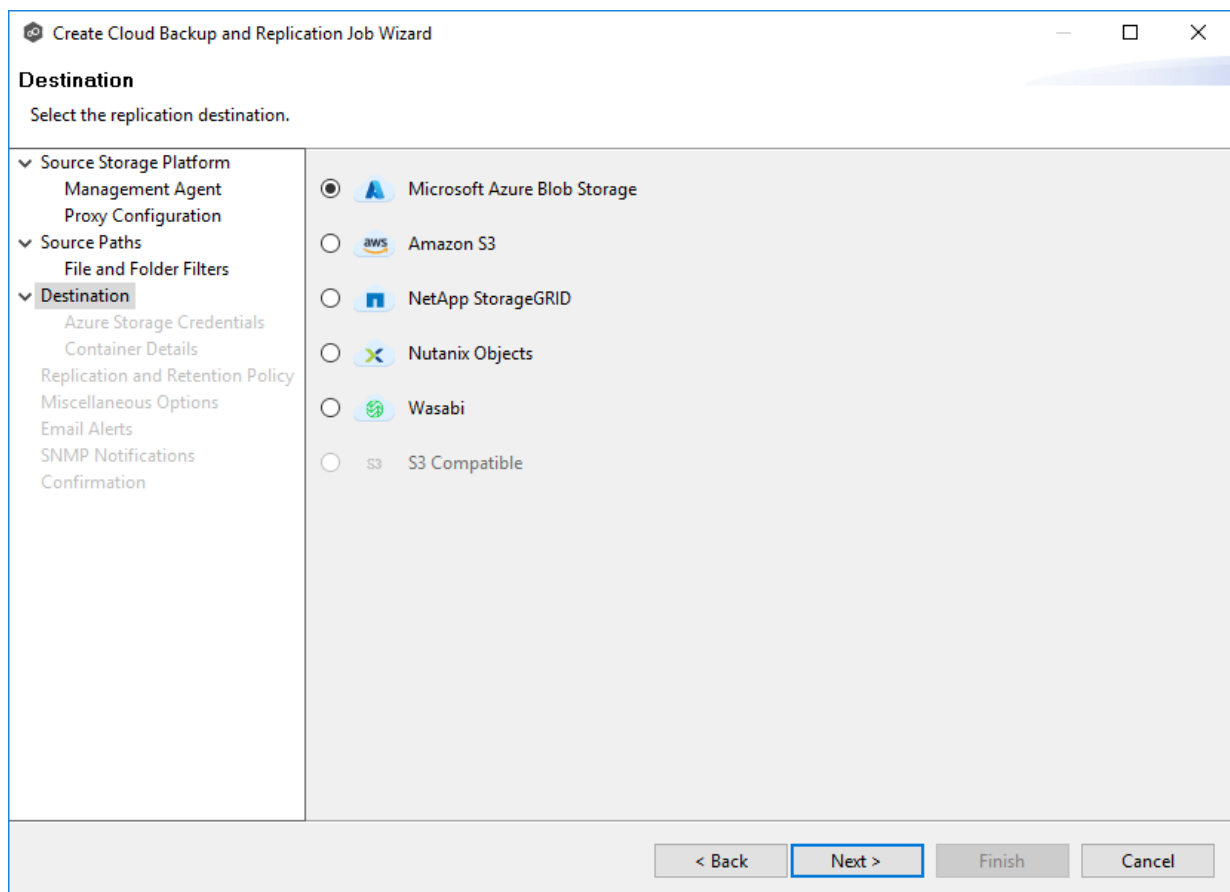 Create Cloud Backup and Replication Job Wizard
Destination
Select the replication destination.
Source Storage Platform
Management Agent
Proxy Configuration
Source Paths
File and Folder Filters
Destination
Azure Storage Credentials
Container Details
Replication and Retention Policy
Miscellaneous Options
Email Alerts
SNMP Notifications
Confirmation
Microsoft Azure Blob Storage
aws Amazon S3
NetApp StorageGRID
Nutanix Objects
Wasabi
S3 S3 Compatible
< Back Next > Finish Cancel